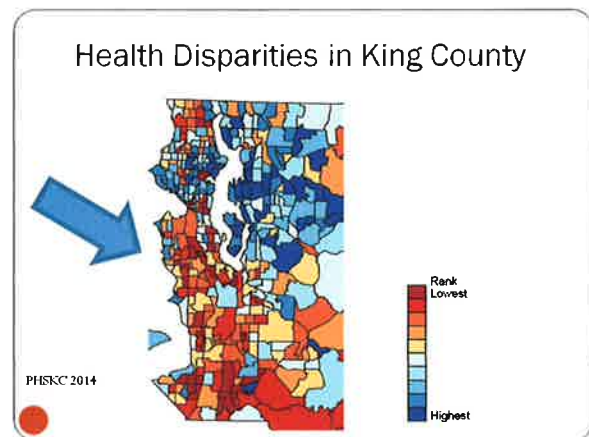 Health Disparities in King County
Rank
Lowest
Highest
PHSKC 2014